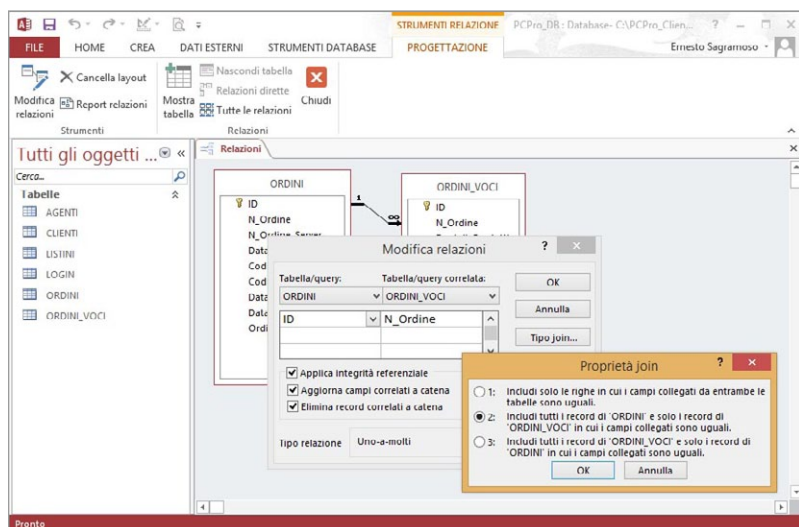 STRUMENTI RELAZIONE
PCPro_DB : Database- C:\PCPro_Clien...
?
FILE
HOME
CREA
DATI ESTERNI
STRUMENTI DATABASE
PROGETTAZIONE
Ernesto Sagramoso
Modifica relazioni
Cancella layout
Report relazioni
Strumenti
Mostra tabella
Nascondi tabella
Relazioni dirette
Tutte le relazioni
Chiudi
Relazioni
Tutti gli oggetti ... «
Cerca...
Tabelle
AGENTI
CLIENTI
LISTINI
LOGIN
ORDINI
ORDINI_VOCI
Relazioni
ORDINI
ID
N_Ordine
N_Ordine_Server
Data
Cod
Cod
Data
Data
Ordi
1
∞
ORDINI_VOCI
ID
N_Ordine
Modifica relazioni
?
Tabella/query:
Tabella/query correlata:
ORDINI
ORDINI_VOCI
ID
N_Ordine
Applica integrità referenziale
Aggiorna campi correlati a catena
Elimina record correlati a catena
Tipo relazione
Uno-a-molti
OK
Annulla
Tipo join...
Proprietà join
?
1: Includi solo le righe in cui i campi collegati da entrambe le
tabelle sono uguali.
2: Includi tutti i record di 'ORDINI' e solo i record di
'ORDINI_VOCI' in cui i campi collegati sono uguali.
3: Includi tutti i record di 'ORDINI_VOCI' e solo i record di
'ORDINI' in cui i campi collegati sono uguali.
OK
Annulla
Pronto